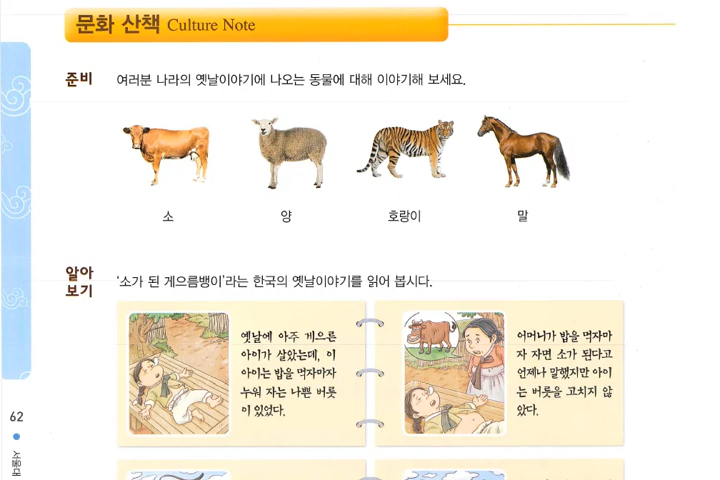 문화 산책 Culture Note
준비
여러분 나라의 옛날이야기에 나오는 동물에 대해 이야기해 보세요.
소
양
호랑이
말
알아
보기
‘소가 된 게으름뱅이’라는 한국의 옛날이야기를 읽어 봅시다.
옛날에 아주 게으른
아이가 살았는데, 이
아이는 밥을 먹자마자
누워 자는 나쁜 버릇
이 있었다.
어머니가 밥을 먹자마
자 자면 소가 된다고
언제나 말했지만 아이
는 버릇을 고치지 않
았다.
62
서울대